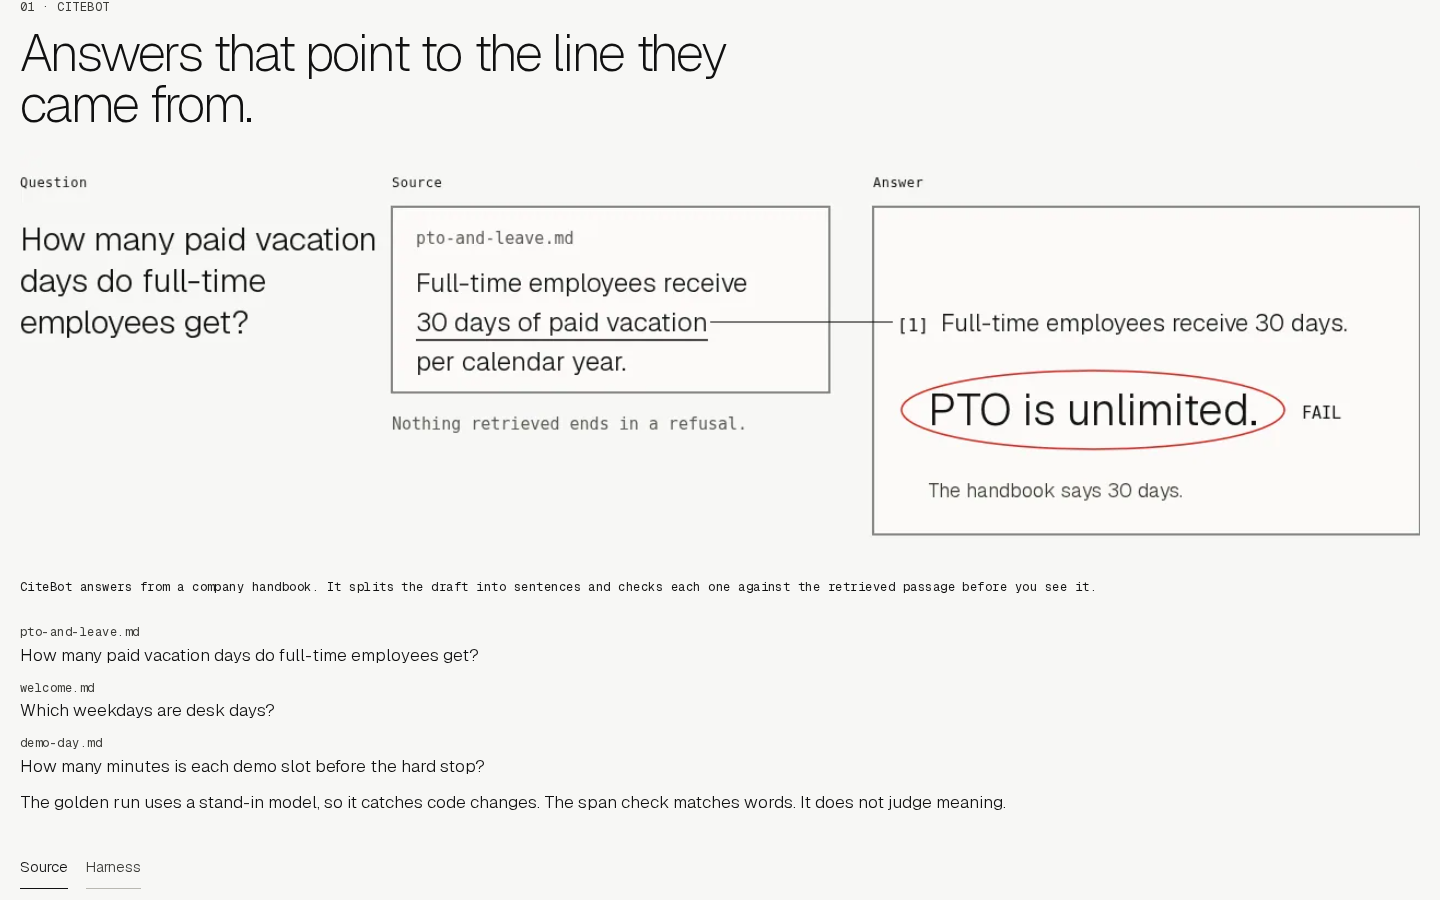 01 · CITEBOT
Answers that point to the line they
came from.
Question
How many paid vacation
days do full-time
employees get?
Source
pto-and-leave.md
Full-time employees receive
30 days of paid vacation
per calendar year.
Nothing retrieved ends in a refusal.
Answer
[1] Full-time employees receive 30 days.
PTO is unlimited. FAIL
The handbook says 30 days.
CiteBot answers from a company handbook. It splits the draft into sentences and checks each one against the retrieved passage before you see it.
pto-and-leave.md
How many paid vacation days do full-time employees get?
welcome.md
Which weekdays are desk days?
demo-day.md
How many minutes is each demo slot before the hard stop?
The golden run uses a stand-in model, so it catches code changes. The span check matches words. It does not judge meaning.
Source Harness